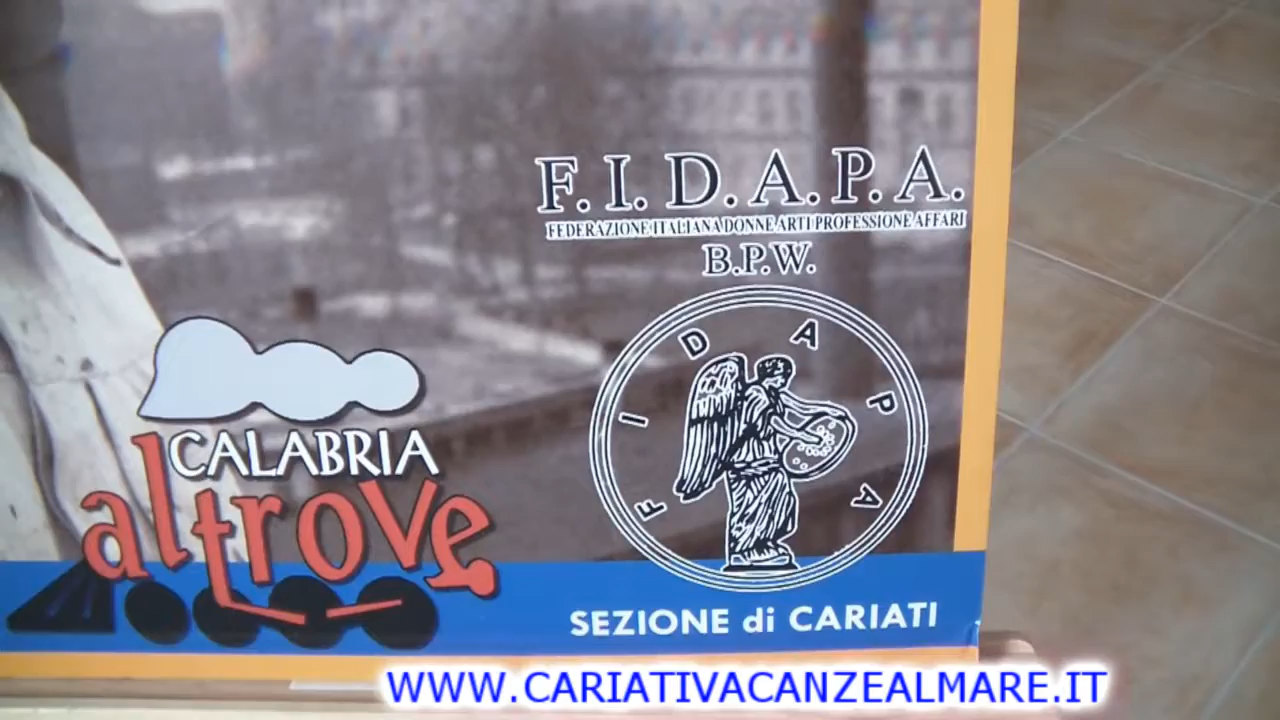 F.I.D.A.P.A.
FEDERAZIONE ITALIANA DONNE ARTI PROFESSIONE AFFARI
B.P.W.
F I D A P A
CALABRIA
altrove
SEZIONE di CARIATI
WWW.CARIATIVACANZEALMARE.IT